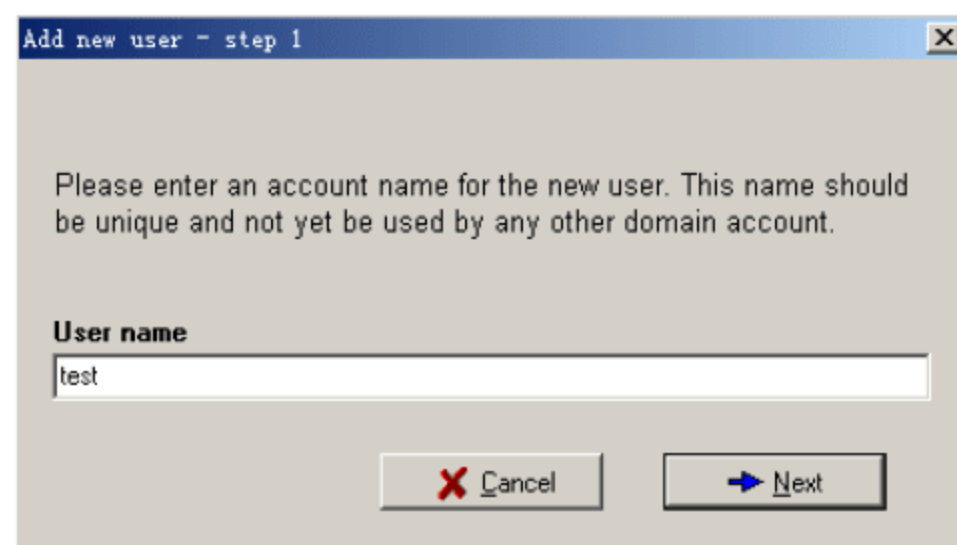 Add new user - step 1
Please enter an account name for the new user. This name should
be unique and not yet be used by any other domain account.
User name
test
Cancel
Next